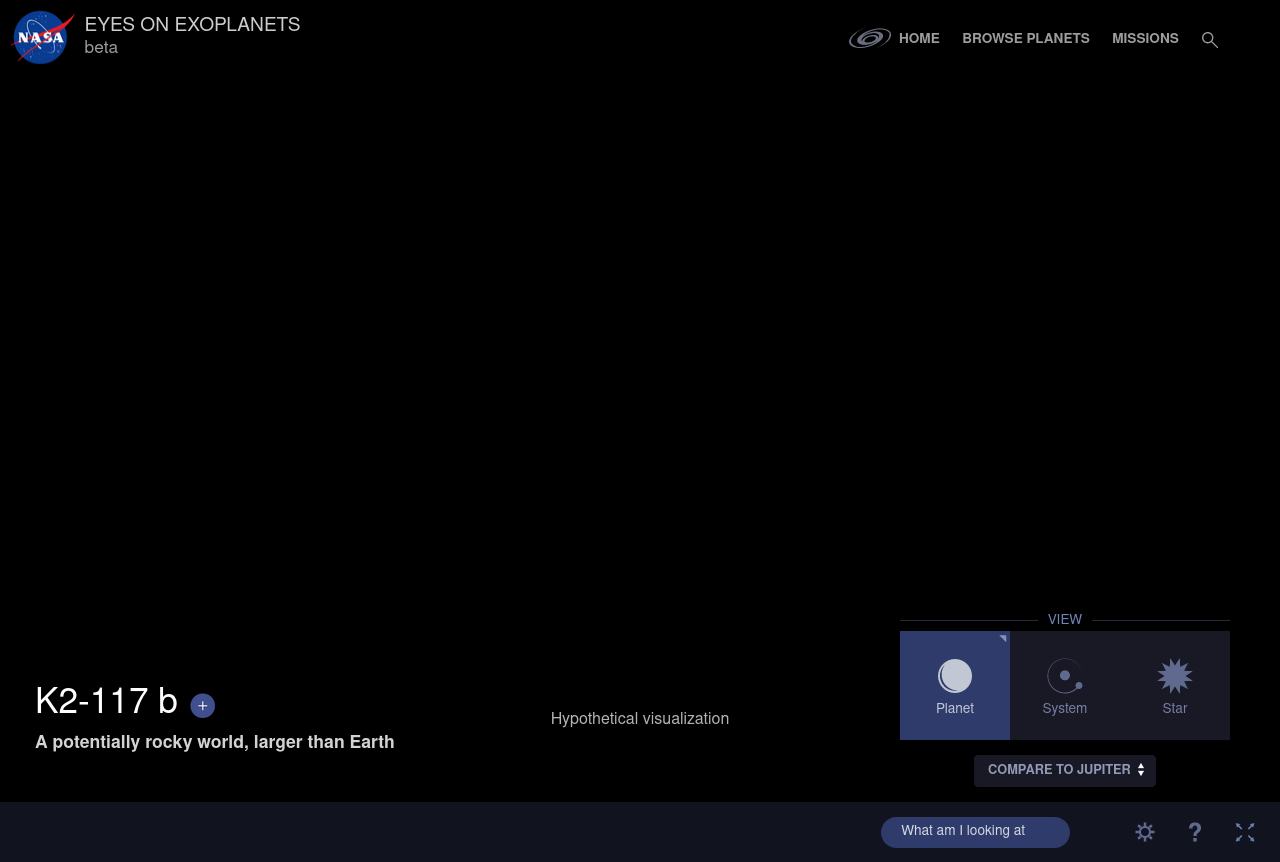 NASA
EYES ON EXOPLANETS
beta
HOME
BROWSE PLANETS
MISSIONS
VIEW
Planet
System
Star
K2-117 b +
A potentially rocky world, larger than Earth
Hypothetical visualization
COMPARE TO JUPITER
What am I looking at
?